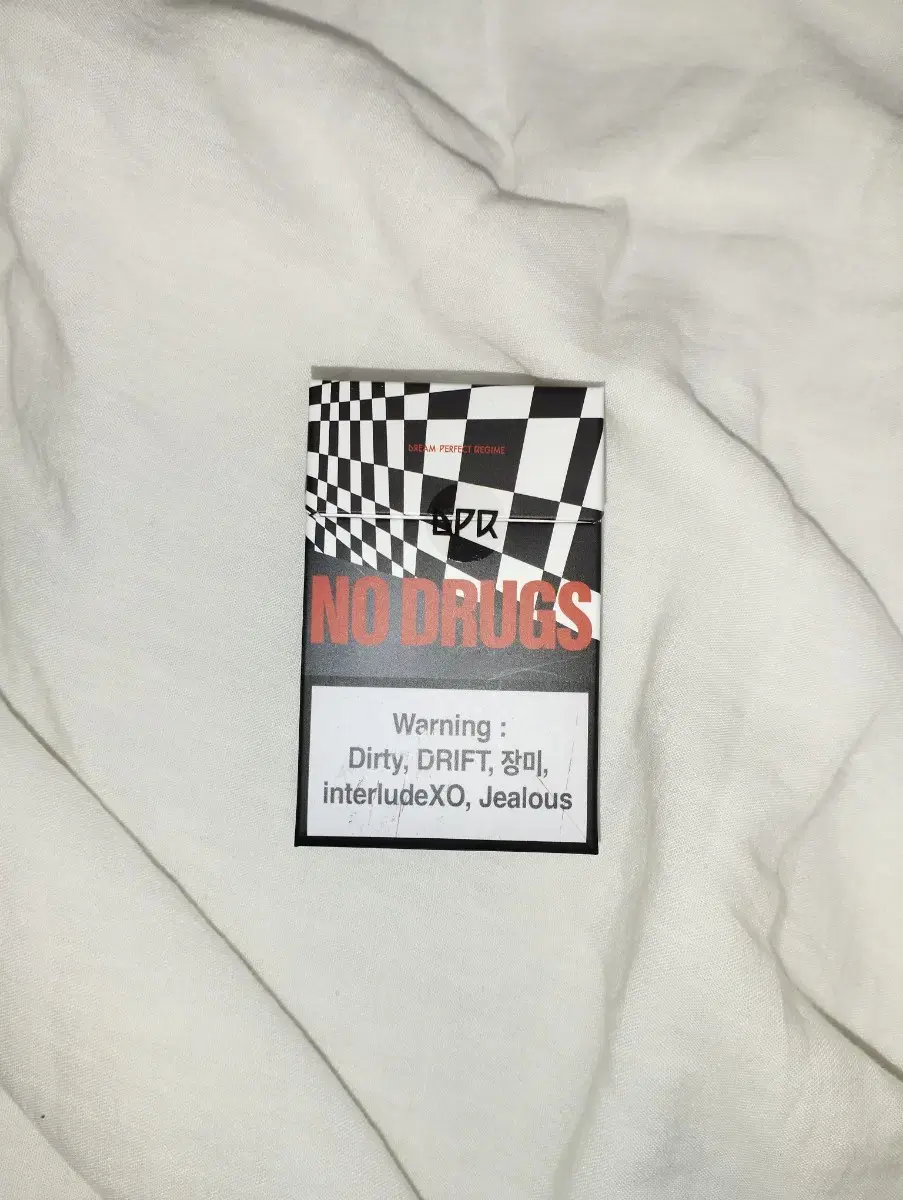 DREAM PERFECT REGIME
DPR
NO DRUGS
Warning :
Dirty, DRIFT, 장미,
interludeXO, Jealous